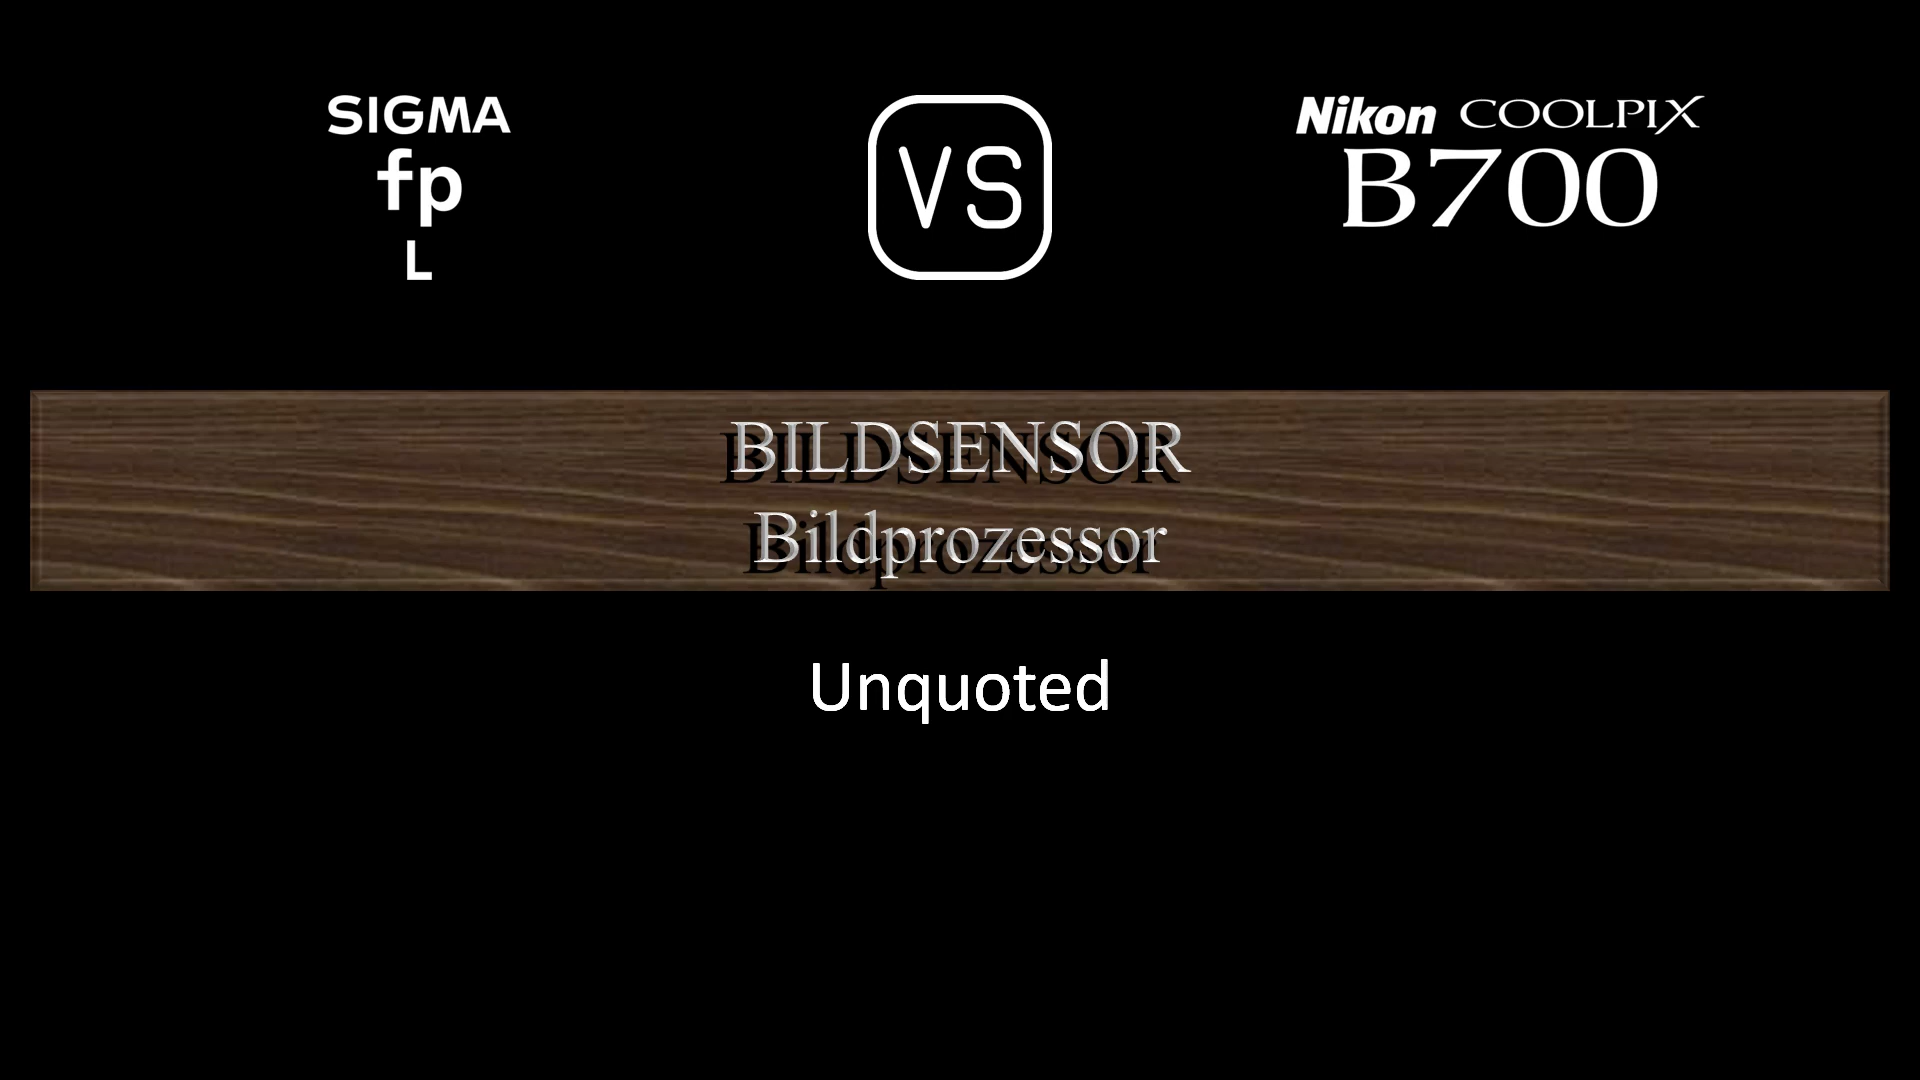 SIGMA
fp
L
VS
Nikon COOLPIX
B700
BILDSENSOR
Bildprozessor
Unquoted